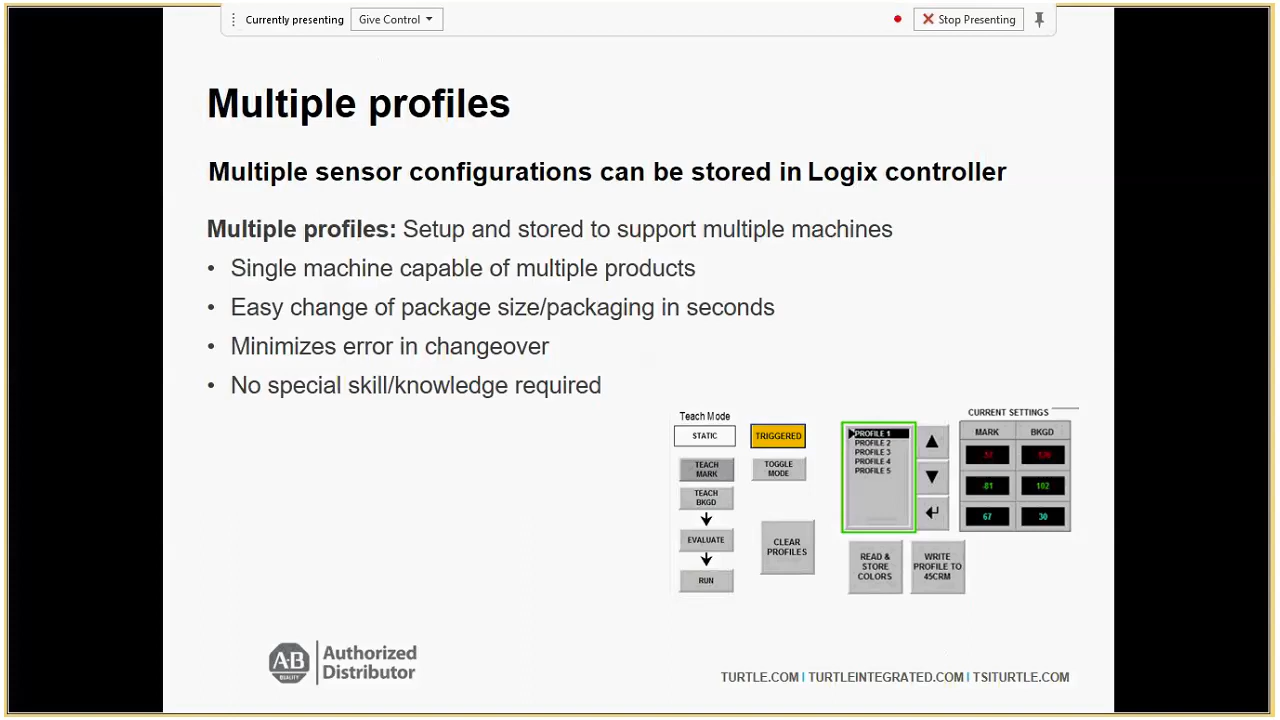 Currently presenting
Give Control
Stop Presenting
Multiple profiles
Multiple sensor configurations can be stored in Logix controller
Multiple profiles: Setup and stored to support multiple machines
• Single machine capable of multiple products
• Easy change of package size/packaging in seconds
• Minimizes error in changeover
• No special skill/knowledge required
Teach Mode
STATIC
TRIGGERED
TEACH
MARK
TOGGLE
MODE
TEACH
BKGD
EVALUATE
RUN
CLEAR
PROFILES
PROFILE 1
PROFILE 2
PROFILE 3
PROFILE 4
PROFILE 5
READ &
STORE
COLORS
WRITE
PROFILE TO
45CRM
CURRENT SETTINGS
MARK BKGD
102
67 30
A·B
QUALITY
Authorized
Distributor
TURTLE.COM | TURTLEINTEGRATED.COM | TSITURTLE.COM